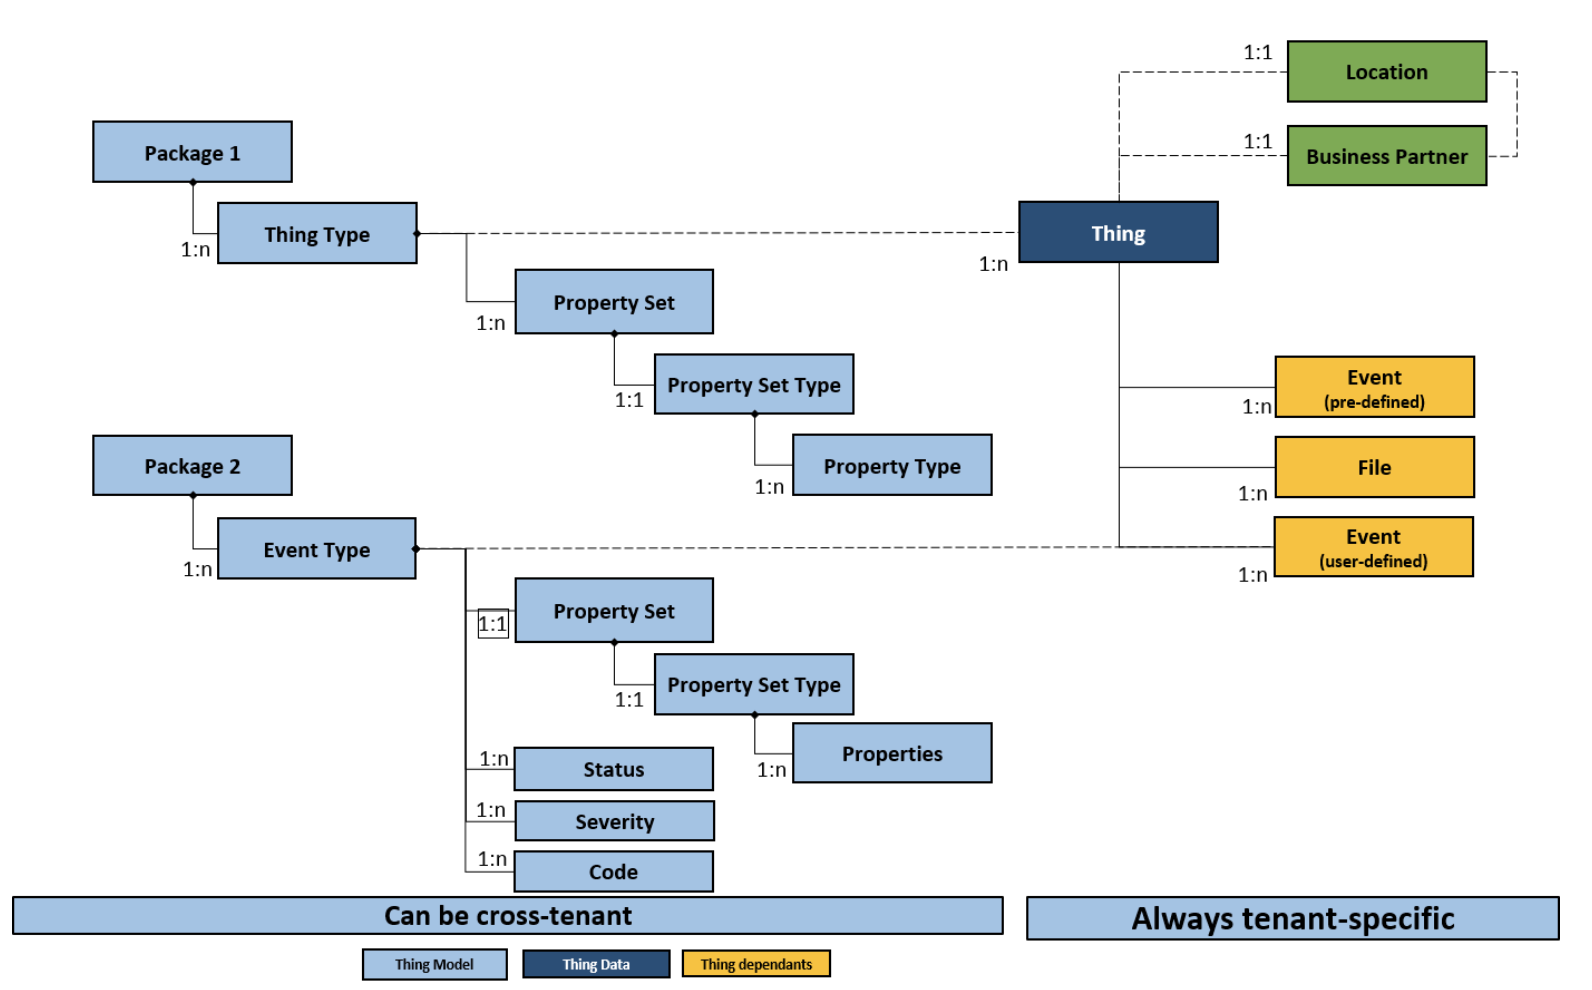 1:1
Location
1:1
Business Partner
Package 1
1:n
Thing Type
Thing
1:n
1:n
Property Set
1:1
Property Set Type
1:n
Property Type
1:n
Event
(pre-defined)
1:n
File
1:n
Event
(user-defined)
Package 2
1:n
Event Type
1:1
Property Set
1:1
Property Set Type
1:n
Properties
1:n
Status
1:n
Severity
1:n
Code
Can be cross-tenant
Always tenant-specific
Thing Model
Thing Data
Thing dependants